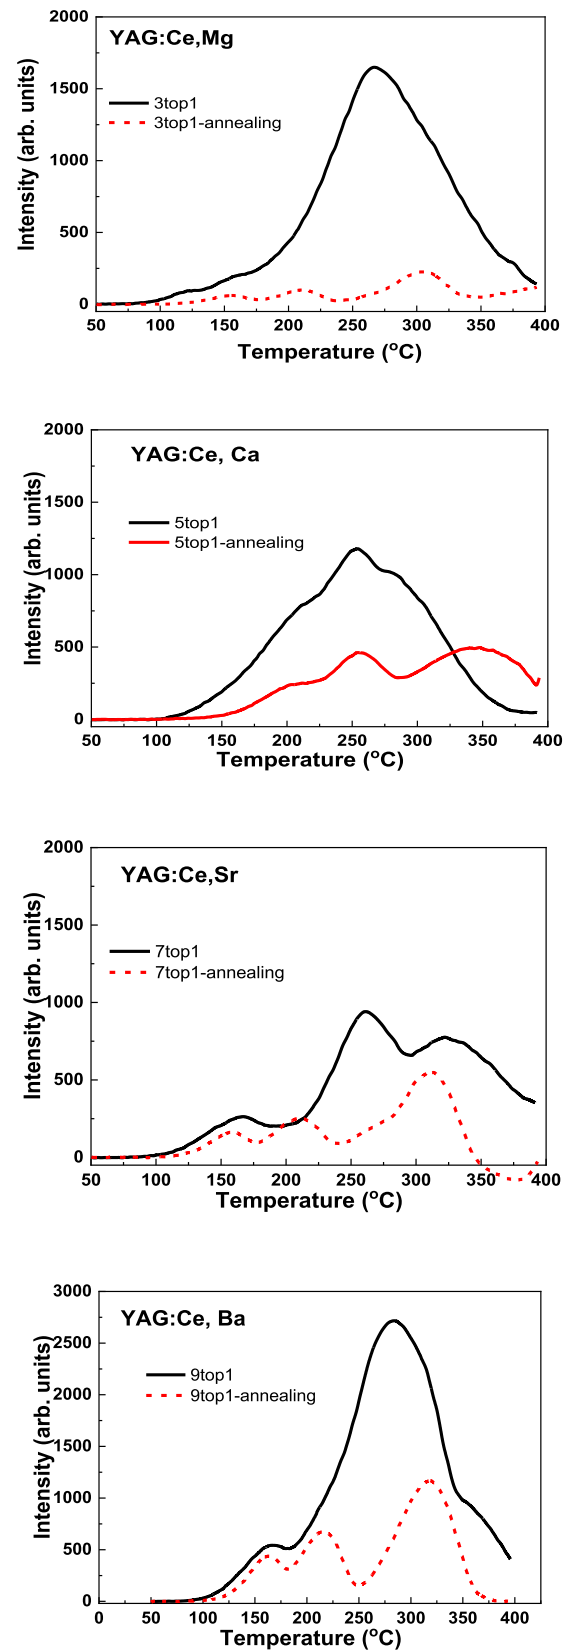 YAG:Ce,Mg
3top1
3top1-annealing
Intensity (arb. units)
2000
1500
1000
500
0
50 100 150 200 250 300 350 400
Temperature (°C)
YAG:Ce, Ca
5top1
5top1-annealing
Intensity (arb. units)
2000
1500
1000
500
0
50 100 150 200 250 300 350 400
Temperature (°C)
YAG:Ce,Sr
7top1
7top1-annealing
Intensity (arb. units)
2000
1500
1000
500
0
50 100 150 200 250 300 350 400
Temperature (°C)
YAG:Ce, Ba
9top1
9top1-annealing
Intensity (arb. units)
3000
2500
2000
1500
1000
500
0
0 50 100 150 200 250 300 350 400
Temperature (°C)